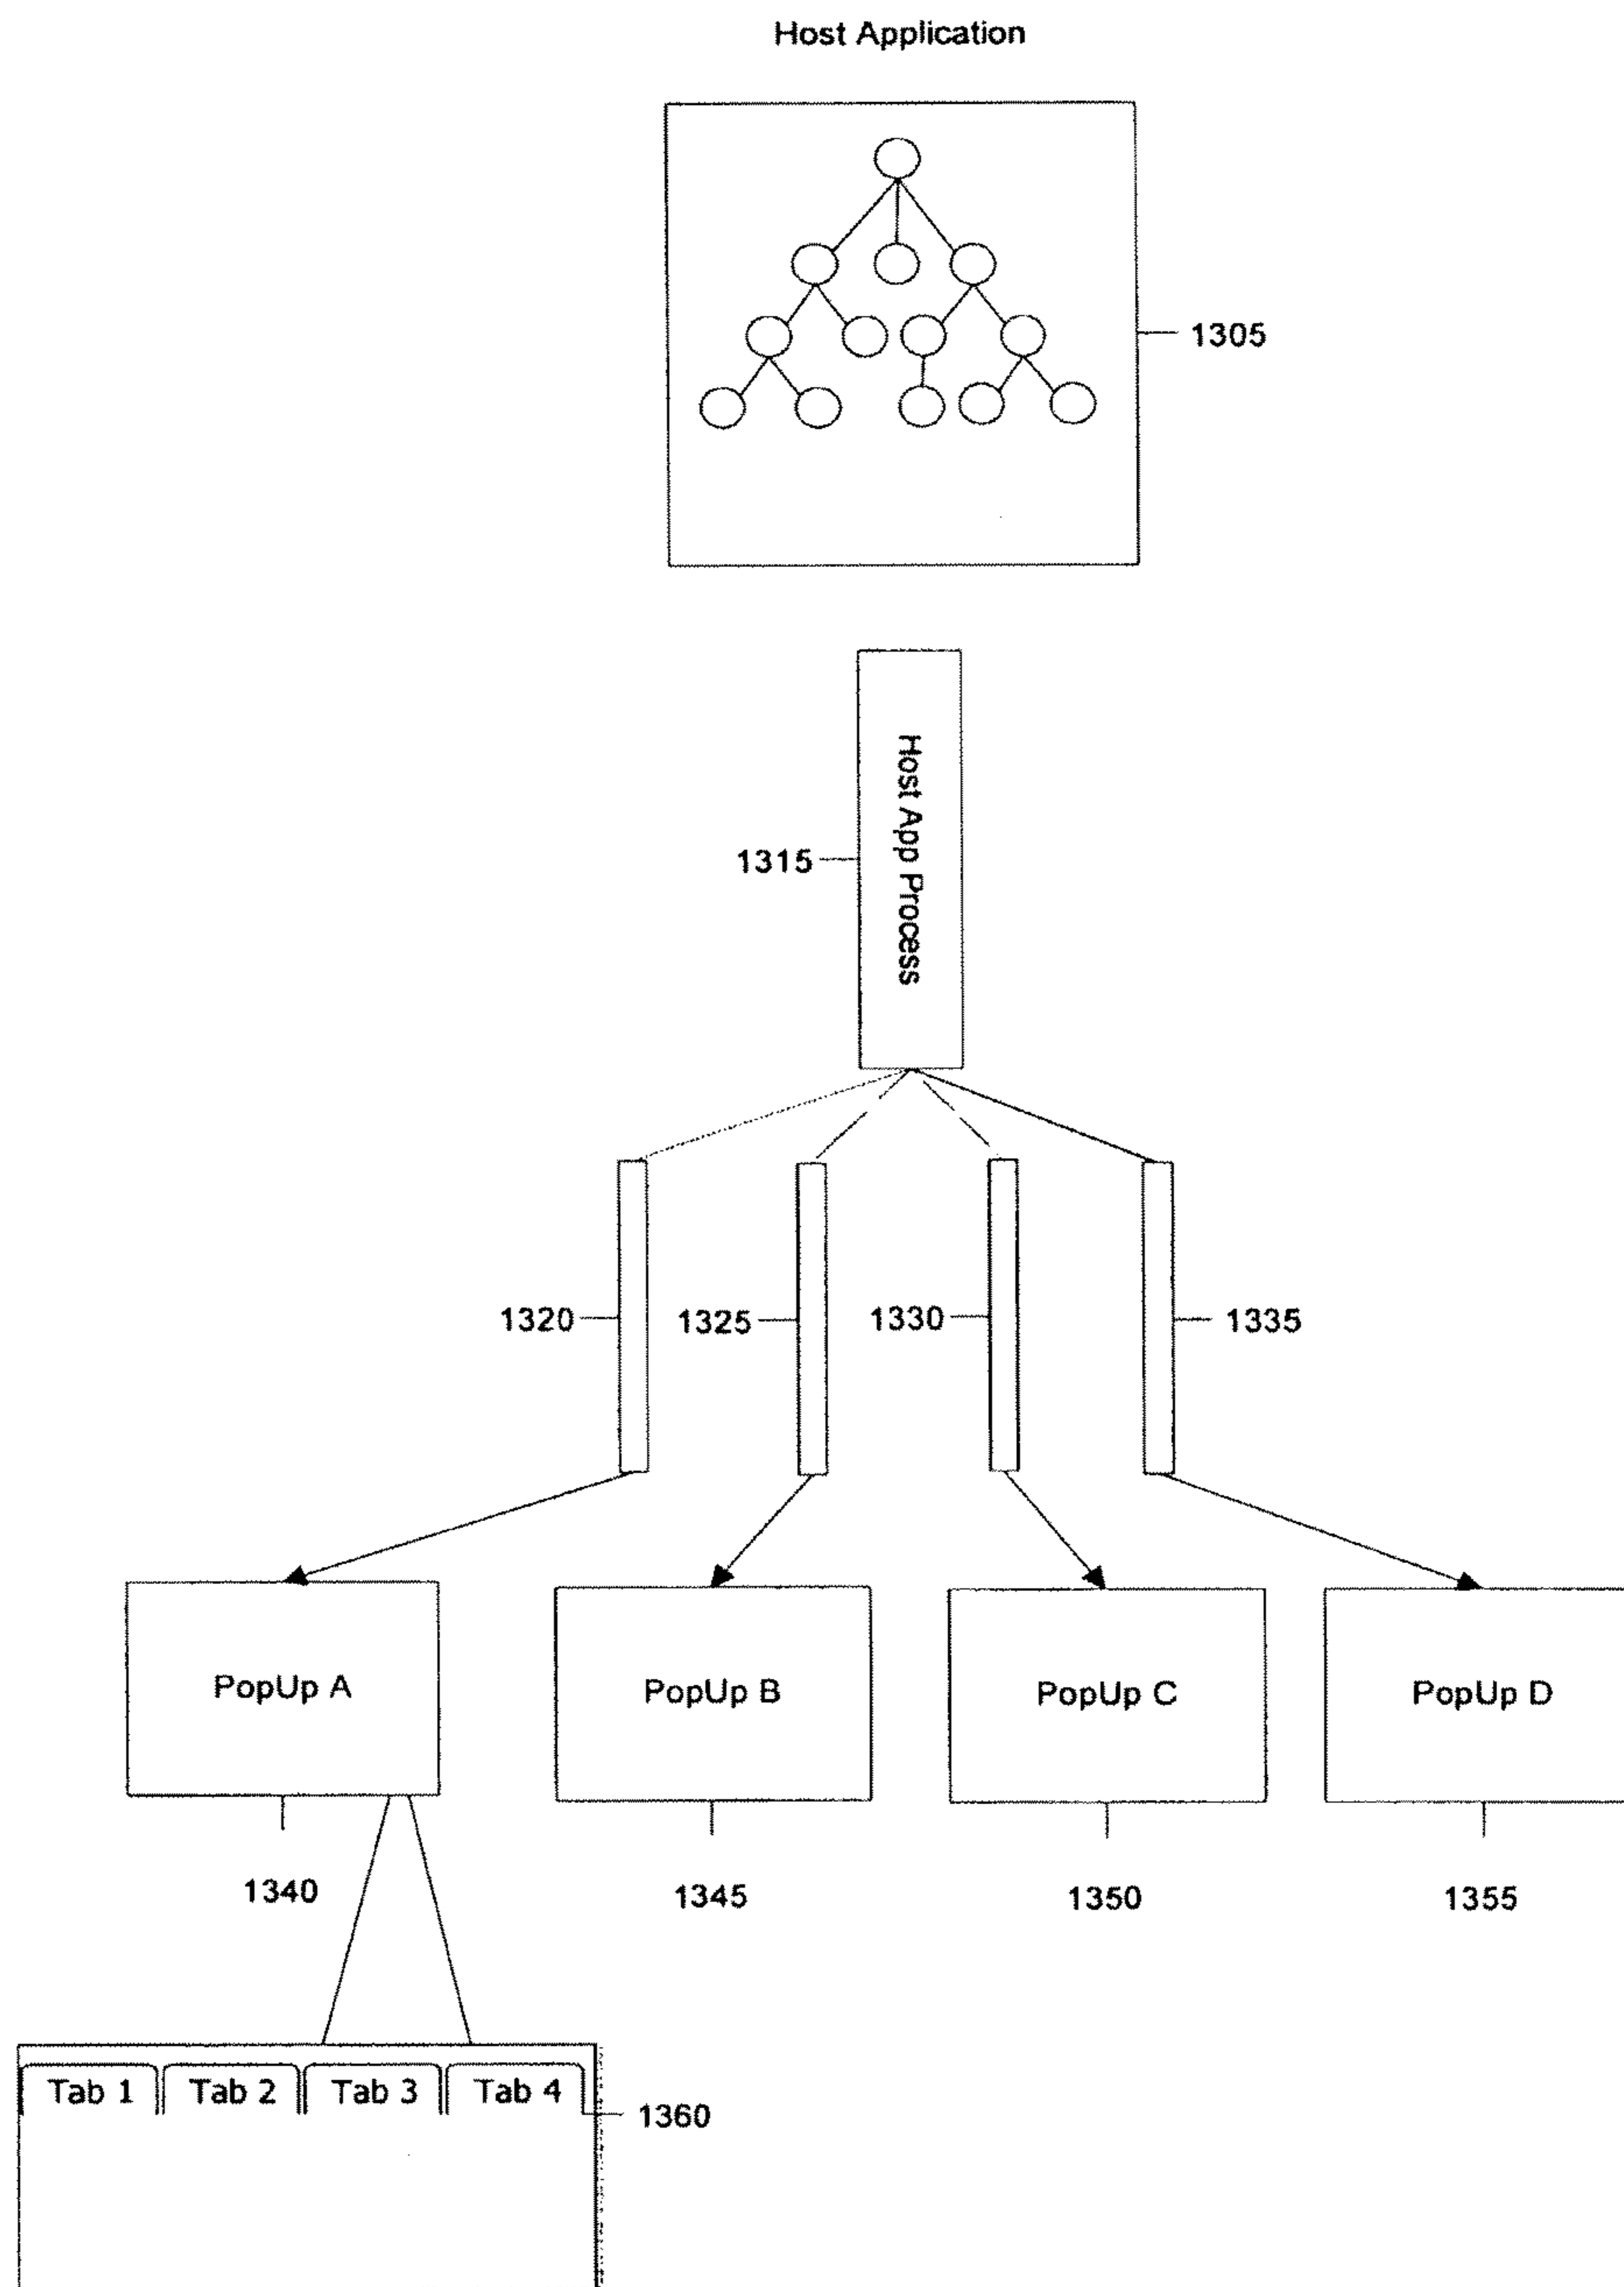 Host Application
1305
Host App Process
1315
1320
1325
1330
1335
PopUp A
PopUp B
PopUp C
PopUp D
1340
1345
1350
1355
Tab 1
Tab 2
Tab 3
Tab 4
1360